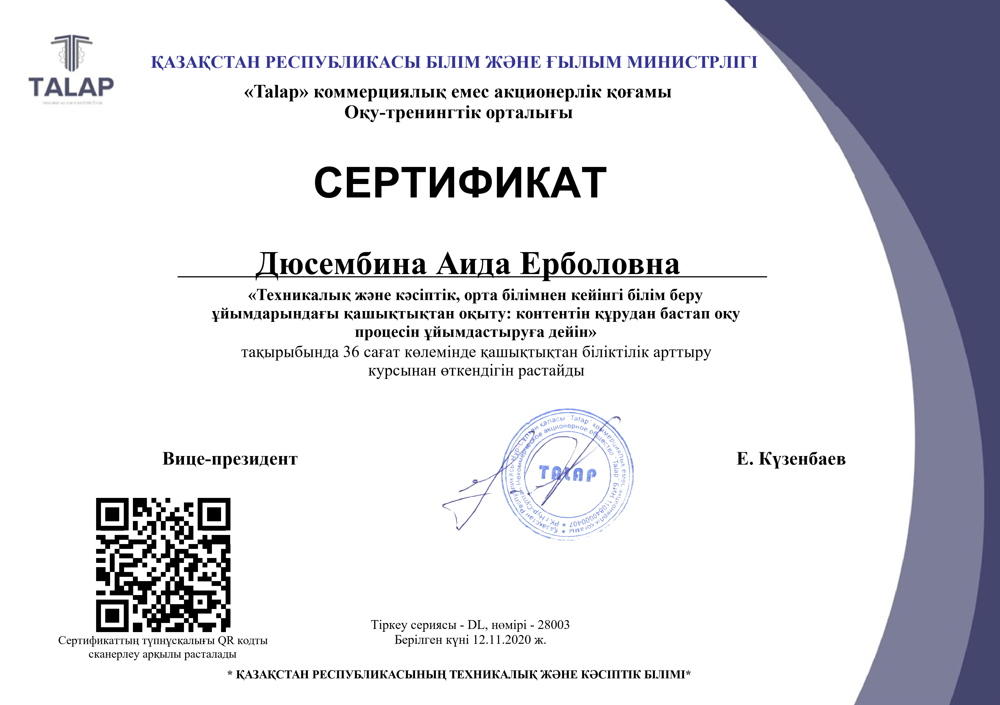 TALAP
ҚАЗАҚСТАН РЕСПУБЛИКАСЫ БІЛІМ ЖӘНЕ ҒЫЛЫМ МИНИСТРЛІГІ
«Talap» коммерциялық емес акционерлік қоғамы
Оқу-тренингтік орталығы
СЕРТИФИКАТ
Дюсембина Аида Ерболовна
«Техникалық және кәсіптік, орта білімнен кейінгі білім беру
ұйымдарындағы қашықтықтан оқыту: контентін құрудан бастап оқу
процесін ұйымдастыруға дейін»
тақырыбында 36 сағат көлемінде қашықтықтан біліктілік арттыру
курсынан өткендігін растайды
Вице-президент
Қазақстан Республикасы Нұр-Сұлтан қаласы "Talap" коммерциялық емес акционерлік қоғамы *
РК г Нур-Султан Некоммерческое акционерное общество "Talap" БИН 110840000407 *
TALAP
Е. Күзенбаев
Сертификаттың түпнұсқалығы QR кодты
сканерлеу арқылы расталады
Тіркеу сериясы - DL, нөмірі - 28003
Берілген күні 12.11.2020 ж.
* ҚАЗАҚСТАН РЕСПУБЛИКАСЫНЫҢ ТЕХНИКАЛЫҚ ЖӘНЕ КӘСІПТІК БІЛІМІ*